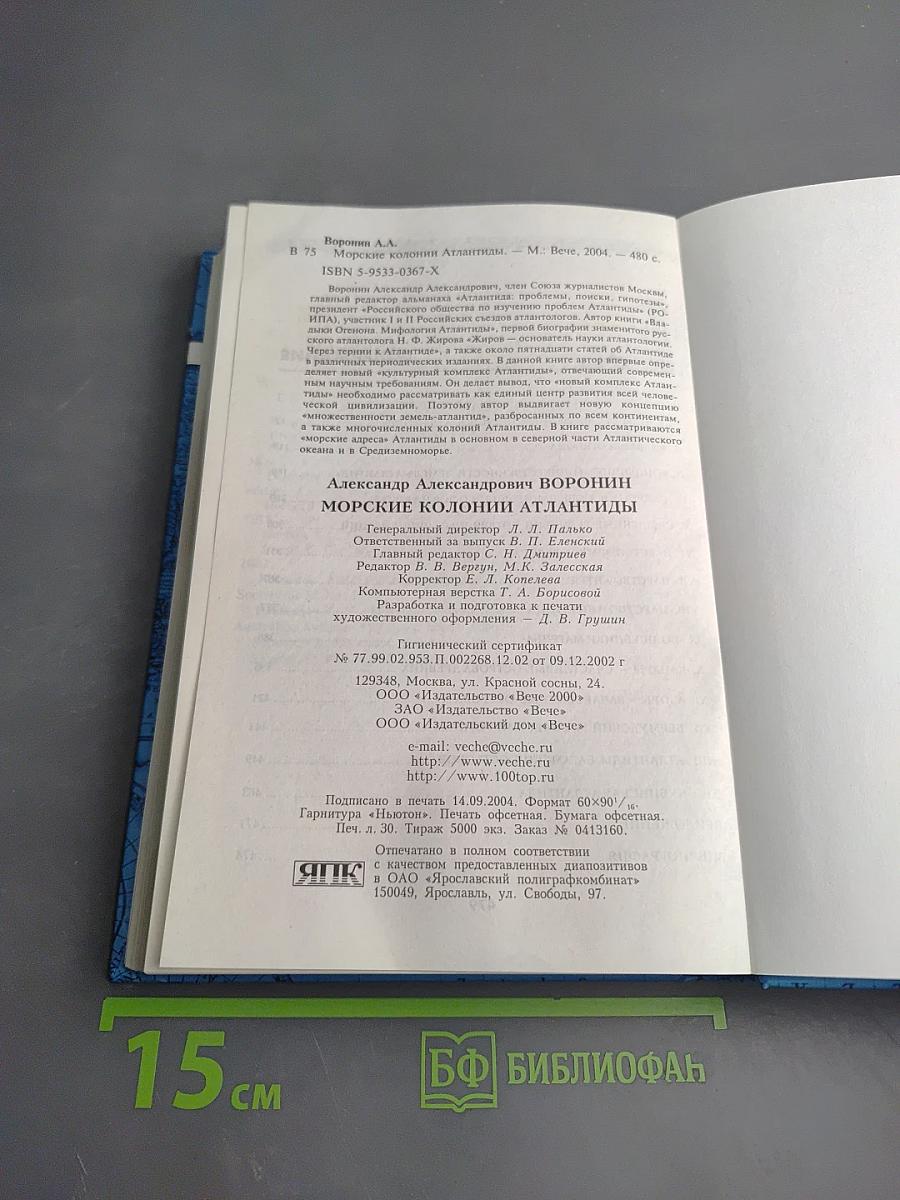 Воронин А.А.
В 75 Морские колонии Атлантиды. — М.: Вече, 2004. — 480 с.
ISBN 5-9533-0367-X
Воронин Александр Александрович, член Союза журналистов Москвы,
главный редактор альманаха «Атлантида: проблемы, поиски, гипотезы»,
президент «Российского общества по изучению проблем Атлантиды» (РО-
ИПА), участник I и II Российских съездов атлантологов. Автор книги «Вла-
дыки Огенона. Мифология Атлантиды», первой биографии знаменитого рус-
ского атлантолога Н. Ф. Жирова «Жиров — основатель науки атлантологии.
Через тернии к Атлантиде», а также около пятнадцати статей об Атлантиде
в различных периодических изданиях. В данной книге автор впервые опре-
деляет новый «культурный комплекс Атлантиды», отвечающий современ-
ным научным требованиям. Он делает вывод, что «новый комплекс Атлан-
тиды» необходимо рассматривать как единый центр развития всей челове-
ческой цивилизации. Поэтому автор выдвигает новую концепцию
«множественности земель-атлантид», разбросанных по всем континентам,
а также многочисленных колоний Атлантиды. В книге рассматриваются
«морские адреса» Атлантиды в основном в северной части Атлантического
океана и в Средиземноморье.
Александр Александрович ВОРОНИН
МОРСКИЕ КОЛОНИИ АТЛАНТИДЫ
Генеральный директор Л. Л. Палько
Ответственный за выпуск В. П. Еленский
Главный редактор С. Н. Дмитриев
Редактор В. В. Вергун, М.К. Залесская
Корректор Е. Л. Копелева
Компьютерная верстка Т. А. Борисовой
Разработка и подготовка к печати
художественного оформления — Д. В. Грушин
Гигиенический сертификат
№ 77.99.02.953.П.002268.12.02 от 09.12.2002 г
129348, Москва, ул. Красной сосны, 24.
ООО «Издательство «Вече 2000»
ЗАО «Издательство «Вече»
ООО «Издательский дом «Вече»
e-mail: veche@veche.ru
http://www.veche.ru
http://www.100top.ru
Подписано в печать 14.09.2004. Формат 60×90 1/16.
Гарнитура «Ньютон». Печать офсетная. Бумага офсетная.
Печ. л. 30. Тираж 5000 экз. Заказ № 0413160.
ЯПК
Отпечатано в полном соответствии
с качеством предоставленных диапозитивов
в ОАО «Ярославский полиграфкомбинат»
150049, Ярославль, ул. Свободы, 97.
15 см
БФ БИБЛИОФАН